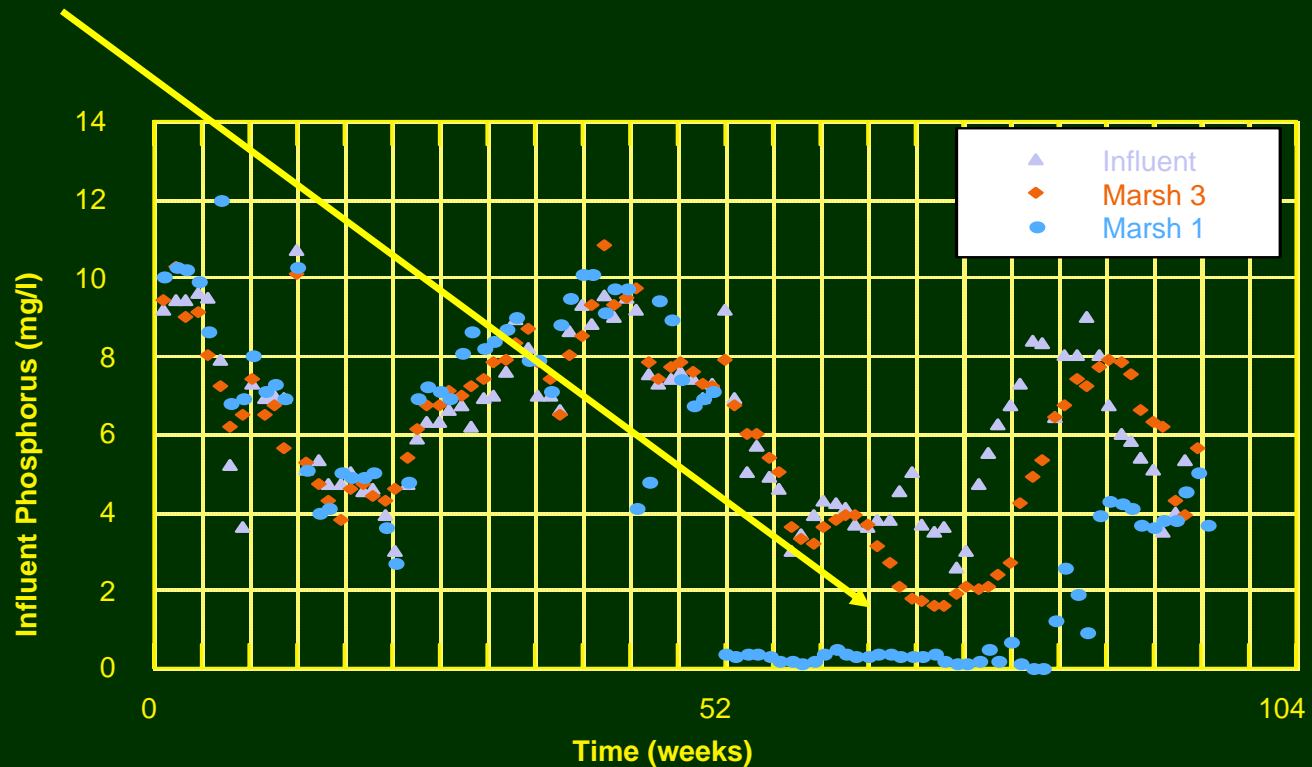 14
12
10
8
6
4
2
0
Influent Phosphorus (mg/l)
Influent
Marsh 3
Marsh 1
0 52 104
Time (weeks)